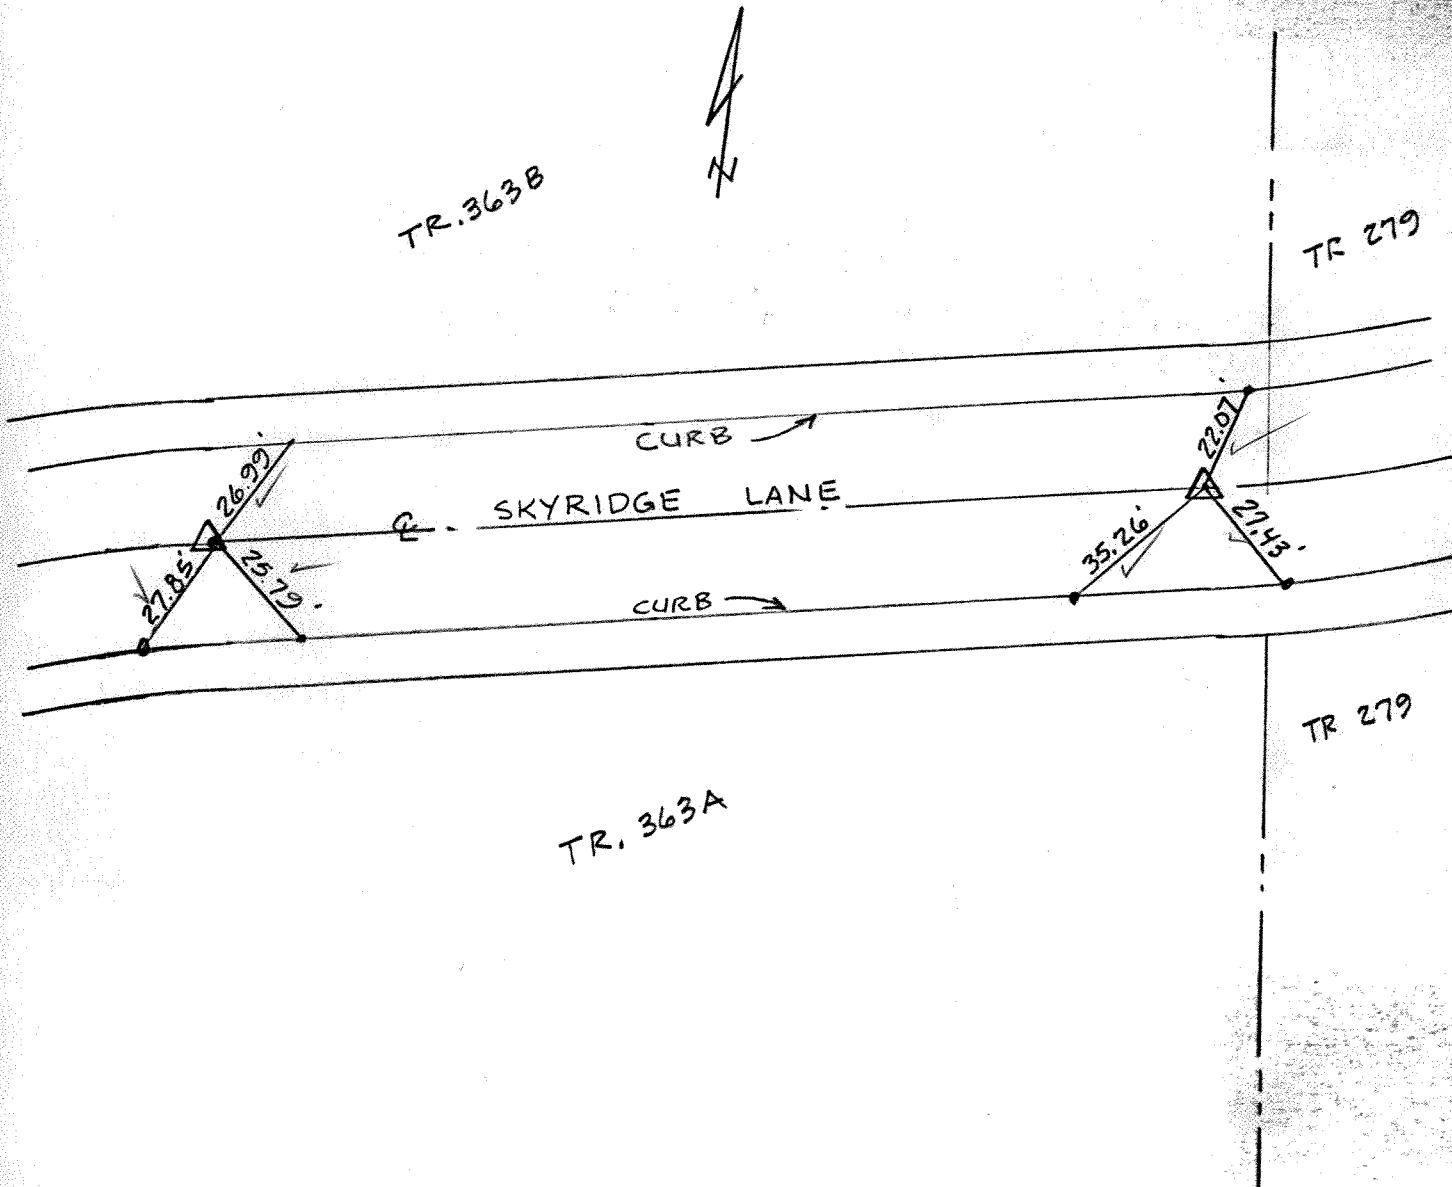 N
TR. 363B
TR 279
CURB
22.07'
26.99'
℄ SKYRIDGE LANE
35.26'
27.43'
27.85'
25.79'
CURB
TR 279
TR. 363A